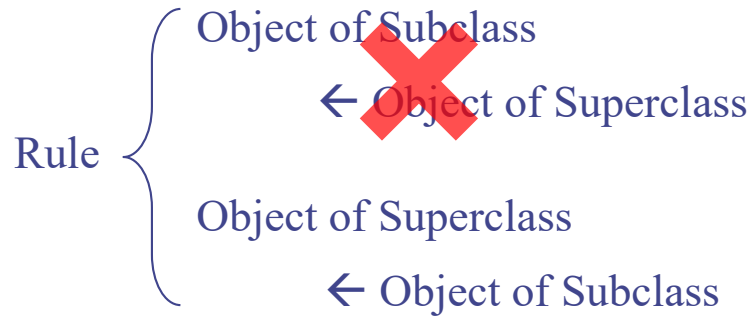 Object of Subclass
← Object of Superclass
Rule
Object of Superclass
← Object of Subclass